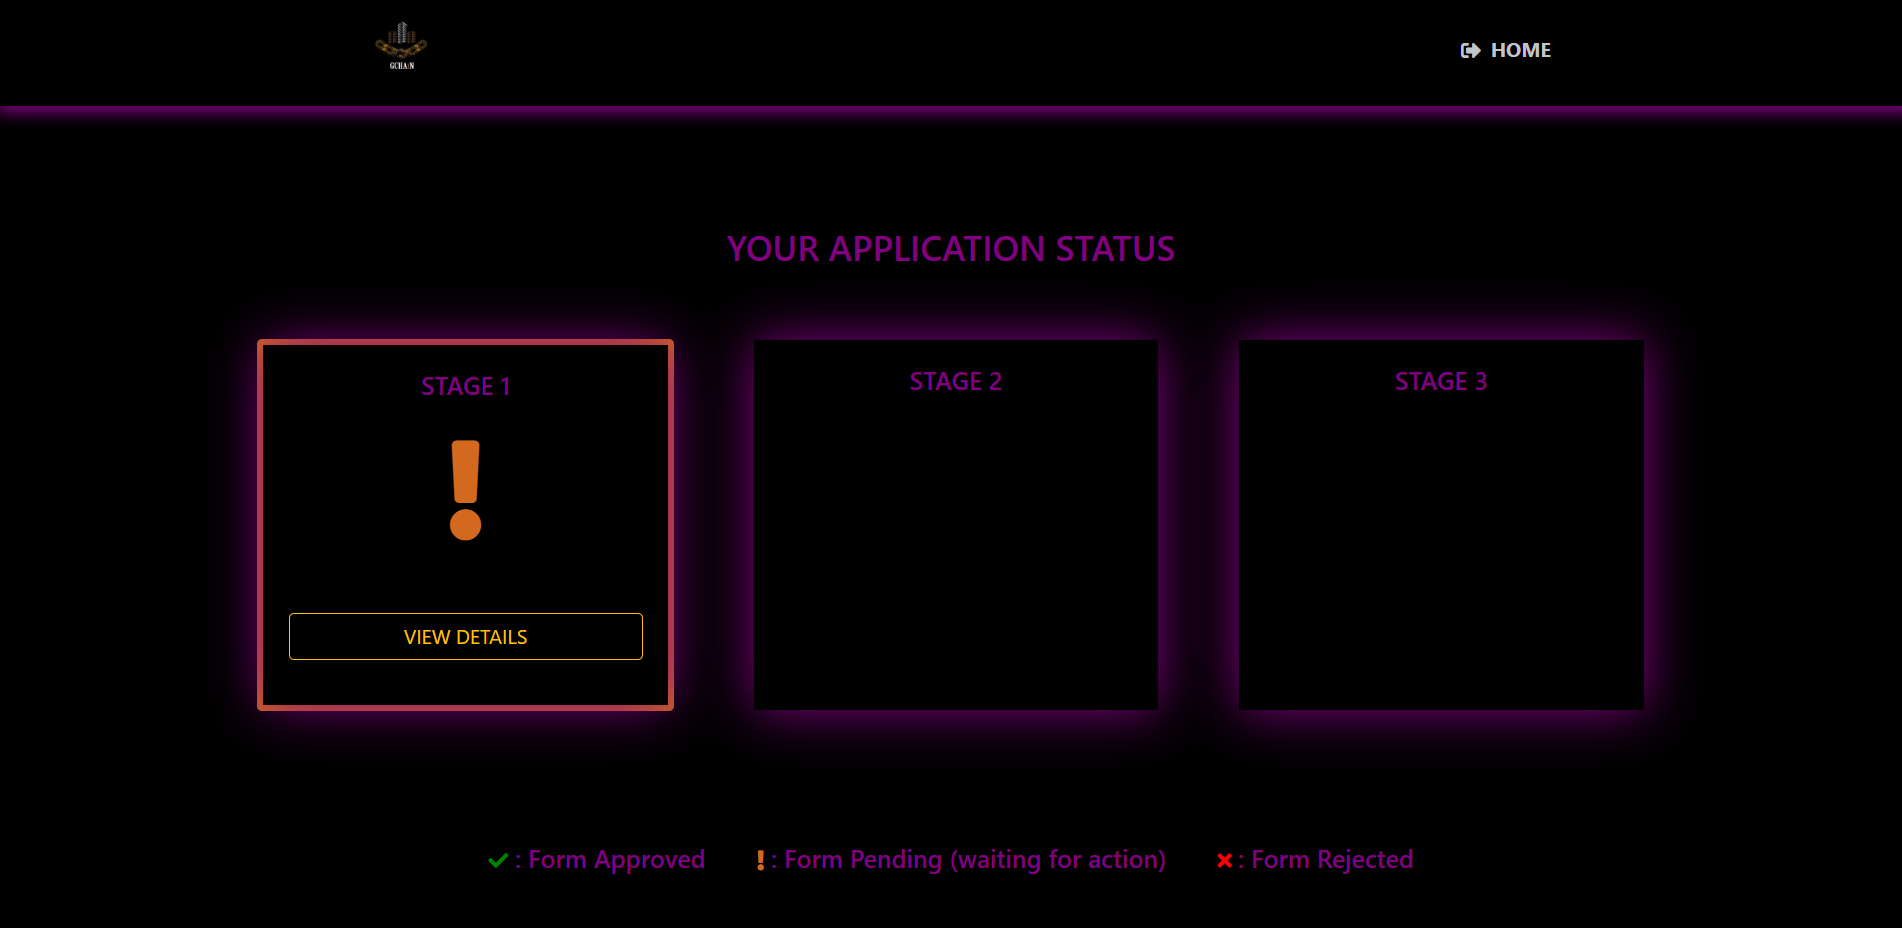 GCHAIN
HOME
YOUR APPLICATION STATUS
STAGE 1
VIEW DETAILS
STAGE 2
STAGE 3
: Form Approved
! : Form Pending (waiting for action)
: Form Rejected